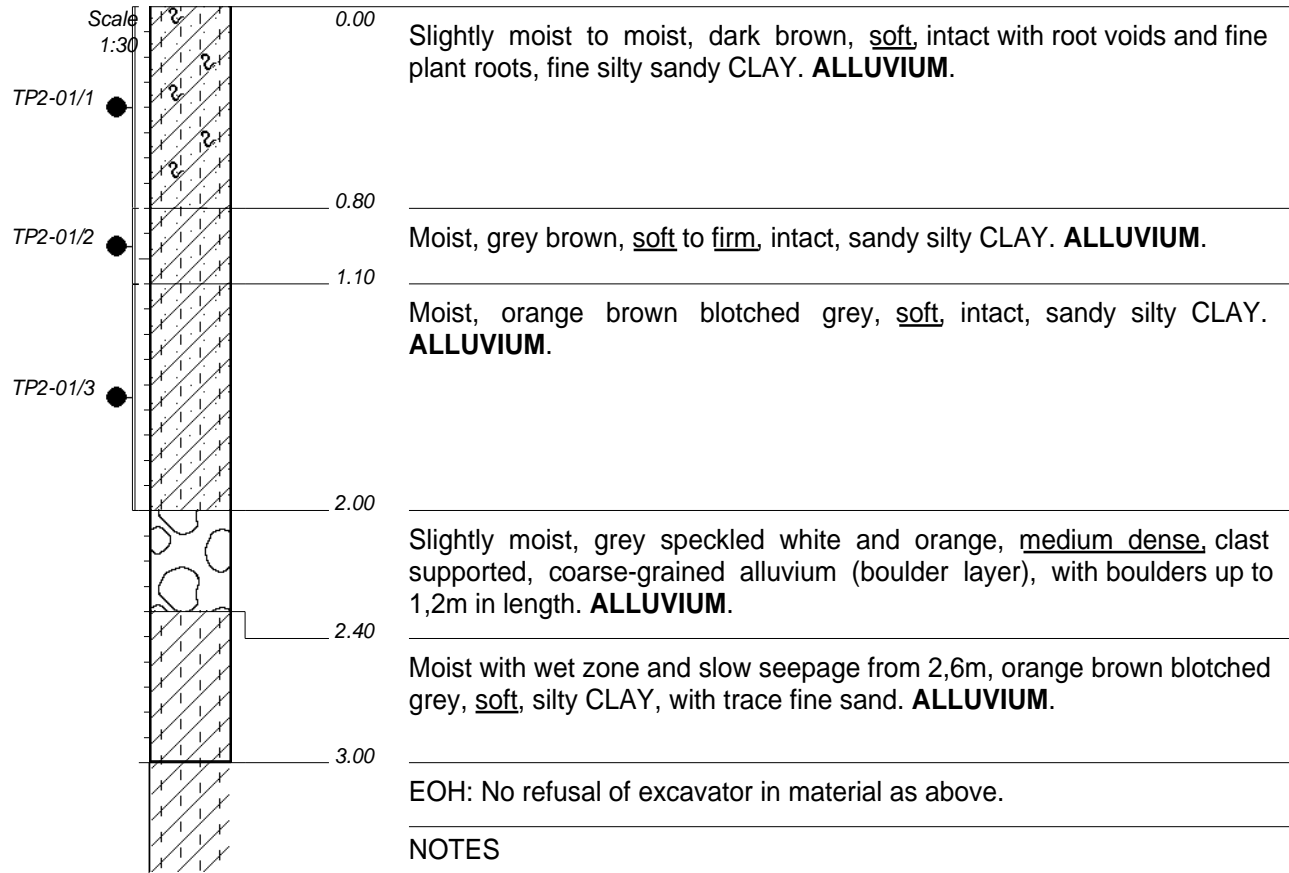 Scale
1:30
0.00
Slightly moist to moist, dark brown, soft, intact with root voids and fine
plant roots, fine silty sandy CLAY. ALLUVIUM.
TP2-01/1
0.80
TP2-01/2
Moist, grey brown, soft to firm, intact, sandy silty CLAY. ALLUVIUM.
1.10
Moist, orange brown blotched grey, soft, intact, sandy silty CLAY.
ALLUVIUM.
TP2-01/3
2.00
Slightly moist, grey speckled white and orange, medium dense, clast
supported, coarse-grained alluvium (boulder layer), with boulders up to
1,2m in length. ALLUVIUM.
2.40
Moist with wet zone and slow seepage from 2,6m, orange brown blotched
grey, soft, silty CLAY, with trace fine sand. ALLUVIUM.
3.00
EOH: No refusal of excavator in material as above.
NOTES